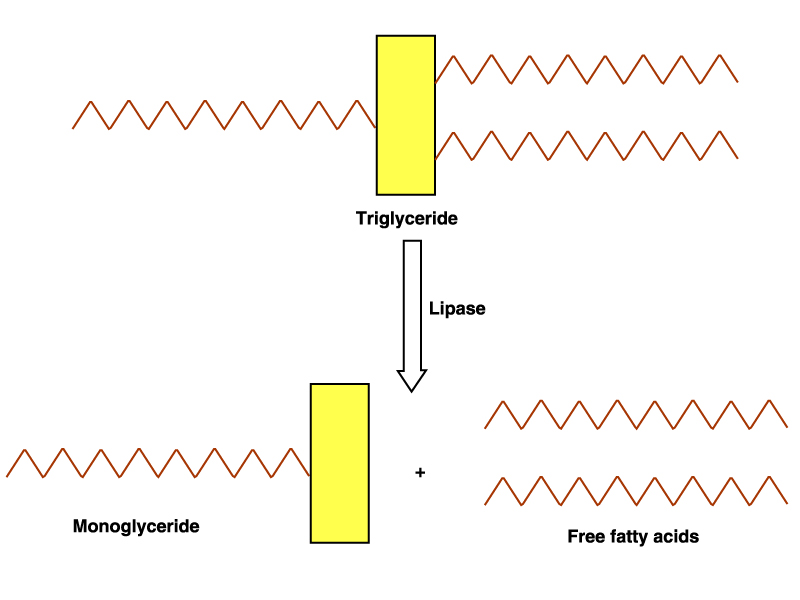 Triglyceride
Lipase
+
Monoglyceride
Free fatty acids